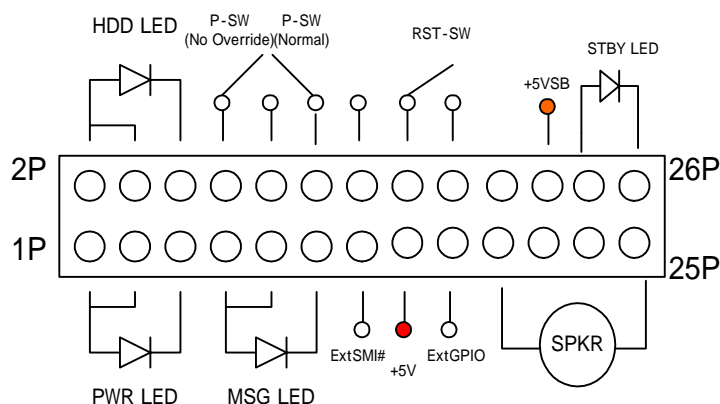 HDD LED
P-SW
(No Override)
P-SW
(Normal)
RST-SW
STBY LED
+5VSB
2P
26P
1P
25P
ExtSMI#
+5V
ExtGPIO
SPKR
PWR LED
MSG LED